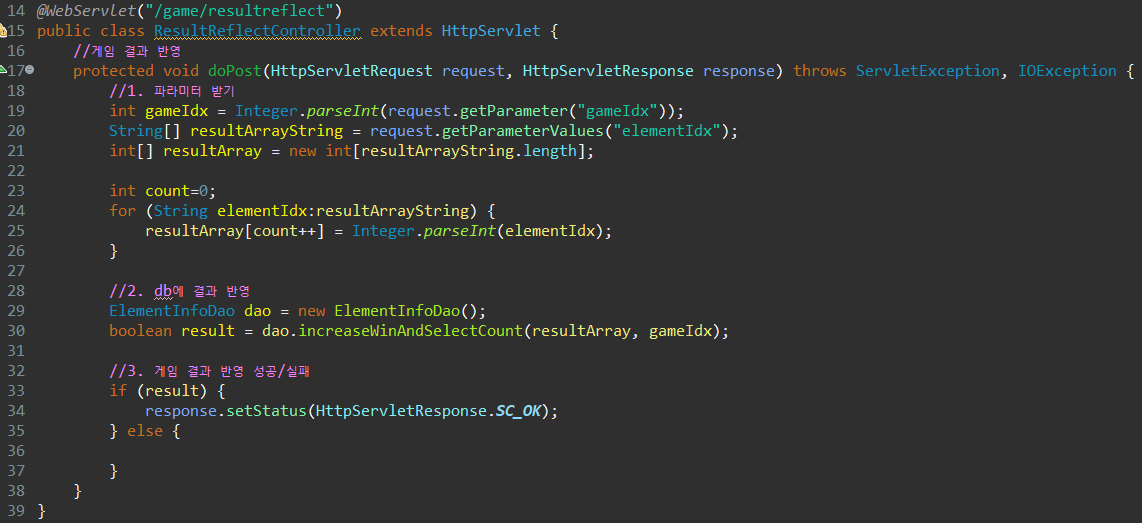 14 @WebServlet("/game/resultreflect")
15 public class ResultReflectController extends HttpServlet {
16     //게임 결과 반영
17     protected void doPost(HttpServletRequest request, HttpServletResponse response) throws ServletException, IOException {
18         //1. 파라미터 받기
19         int gameIdx = Integer.parseInt(request.getParameter("gameIdx"));
20         String[] resultArrayString = request.getParameterValues("elementIdx");
21         int[] resultArray = new int[resultArrayString.length];
22
23         int count=0;
24         for (String elementIdx:resultArrayString) {
25             resultArray[count++] = Integer.parseInt(elementIdx);
26         }
27
28         //2. db에 결과 반영
29         ElementInfoDao dao = new ElementInfoDao();
30         boolean result = dao.increaseWinAndSelectCount(resultArray, gameIdx);
31
32         //3. 게임 결과 반영 성공/실패
33         if (result) {
34             response.setStatus(HttpServletResponse.SC_OK);
35         } else {
36
37         }
38     }
39 }